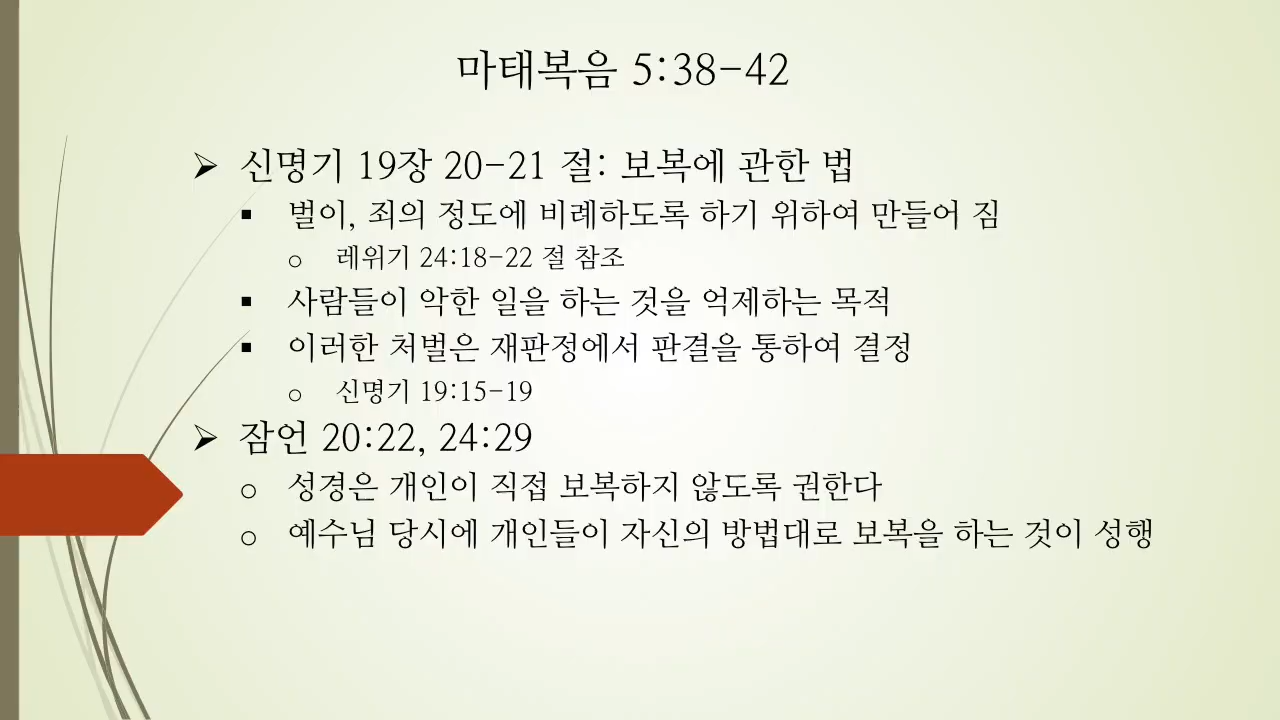 마태복음 5:38-42
신명기 19장 20-21 절: 보복에 관한 법
벌이, 죄의 정도에 비례하도록 하기 위하여 만들어 짐
레위기 24:18-22 절 참조
사람들이 악한 일을 하는 것을 억제하는 목적
이러한 처벌은 재판정에서 판결을 통하여 결정
신명기 19:15-19
잠언 20:22, 24:29
성경은 개인이 직접 보복하지 않도록 권한다
예수님 당시에 개인들이 자신의 방법대로 보복을 하는 것이 성행